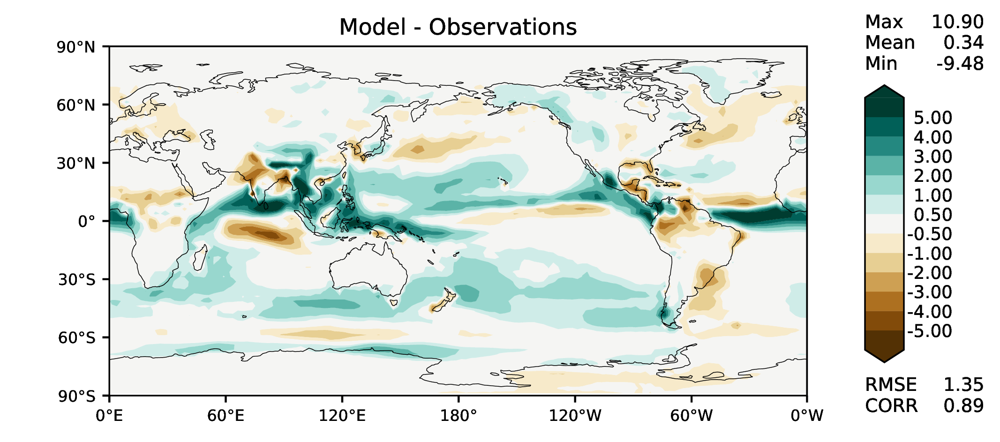 Model - Observations
Max 10.90
Mean 0.34
Min -9.48
90°N
60°N
30°N
0°
30°S
60°S
90°S
0°E 60°E 120°E 180° 120°W 60°W 0°W
5.00
4.00
3.00
2.00
1.00
0.50
-0.50
-1.00
-2.00
-3.00
-4.00
-5.00
RMSE 1.35
CORR 0.89